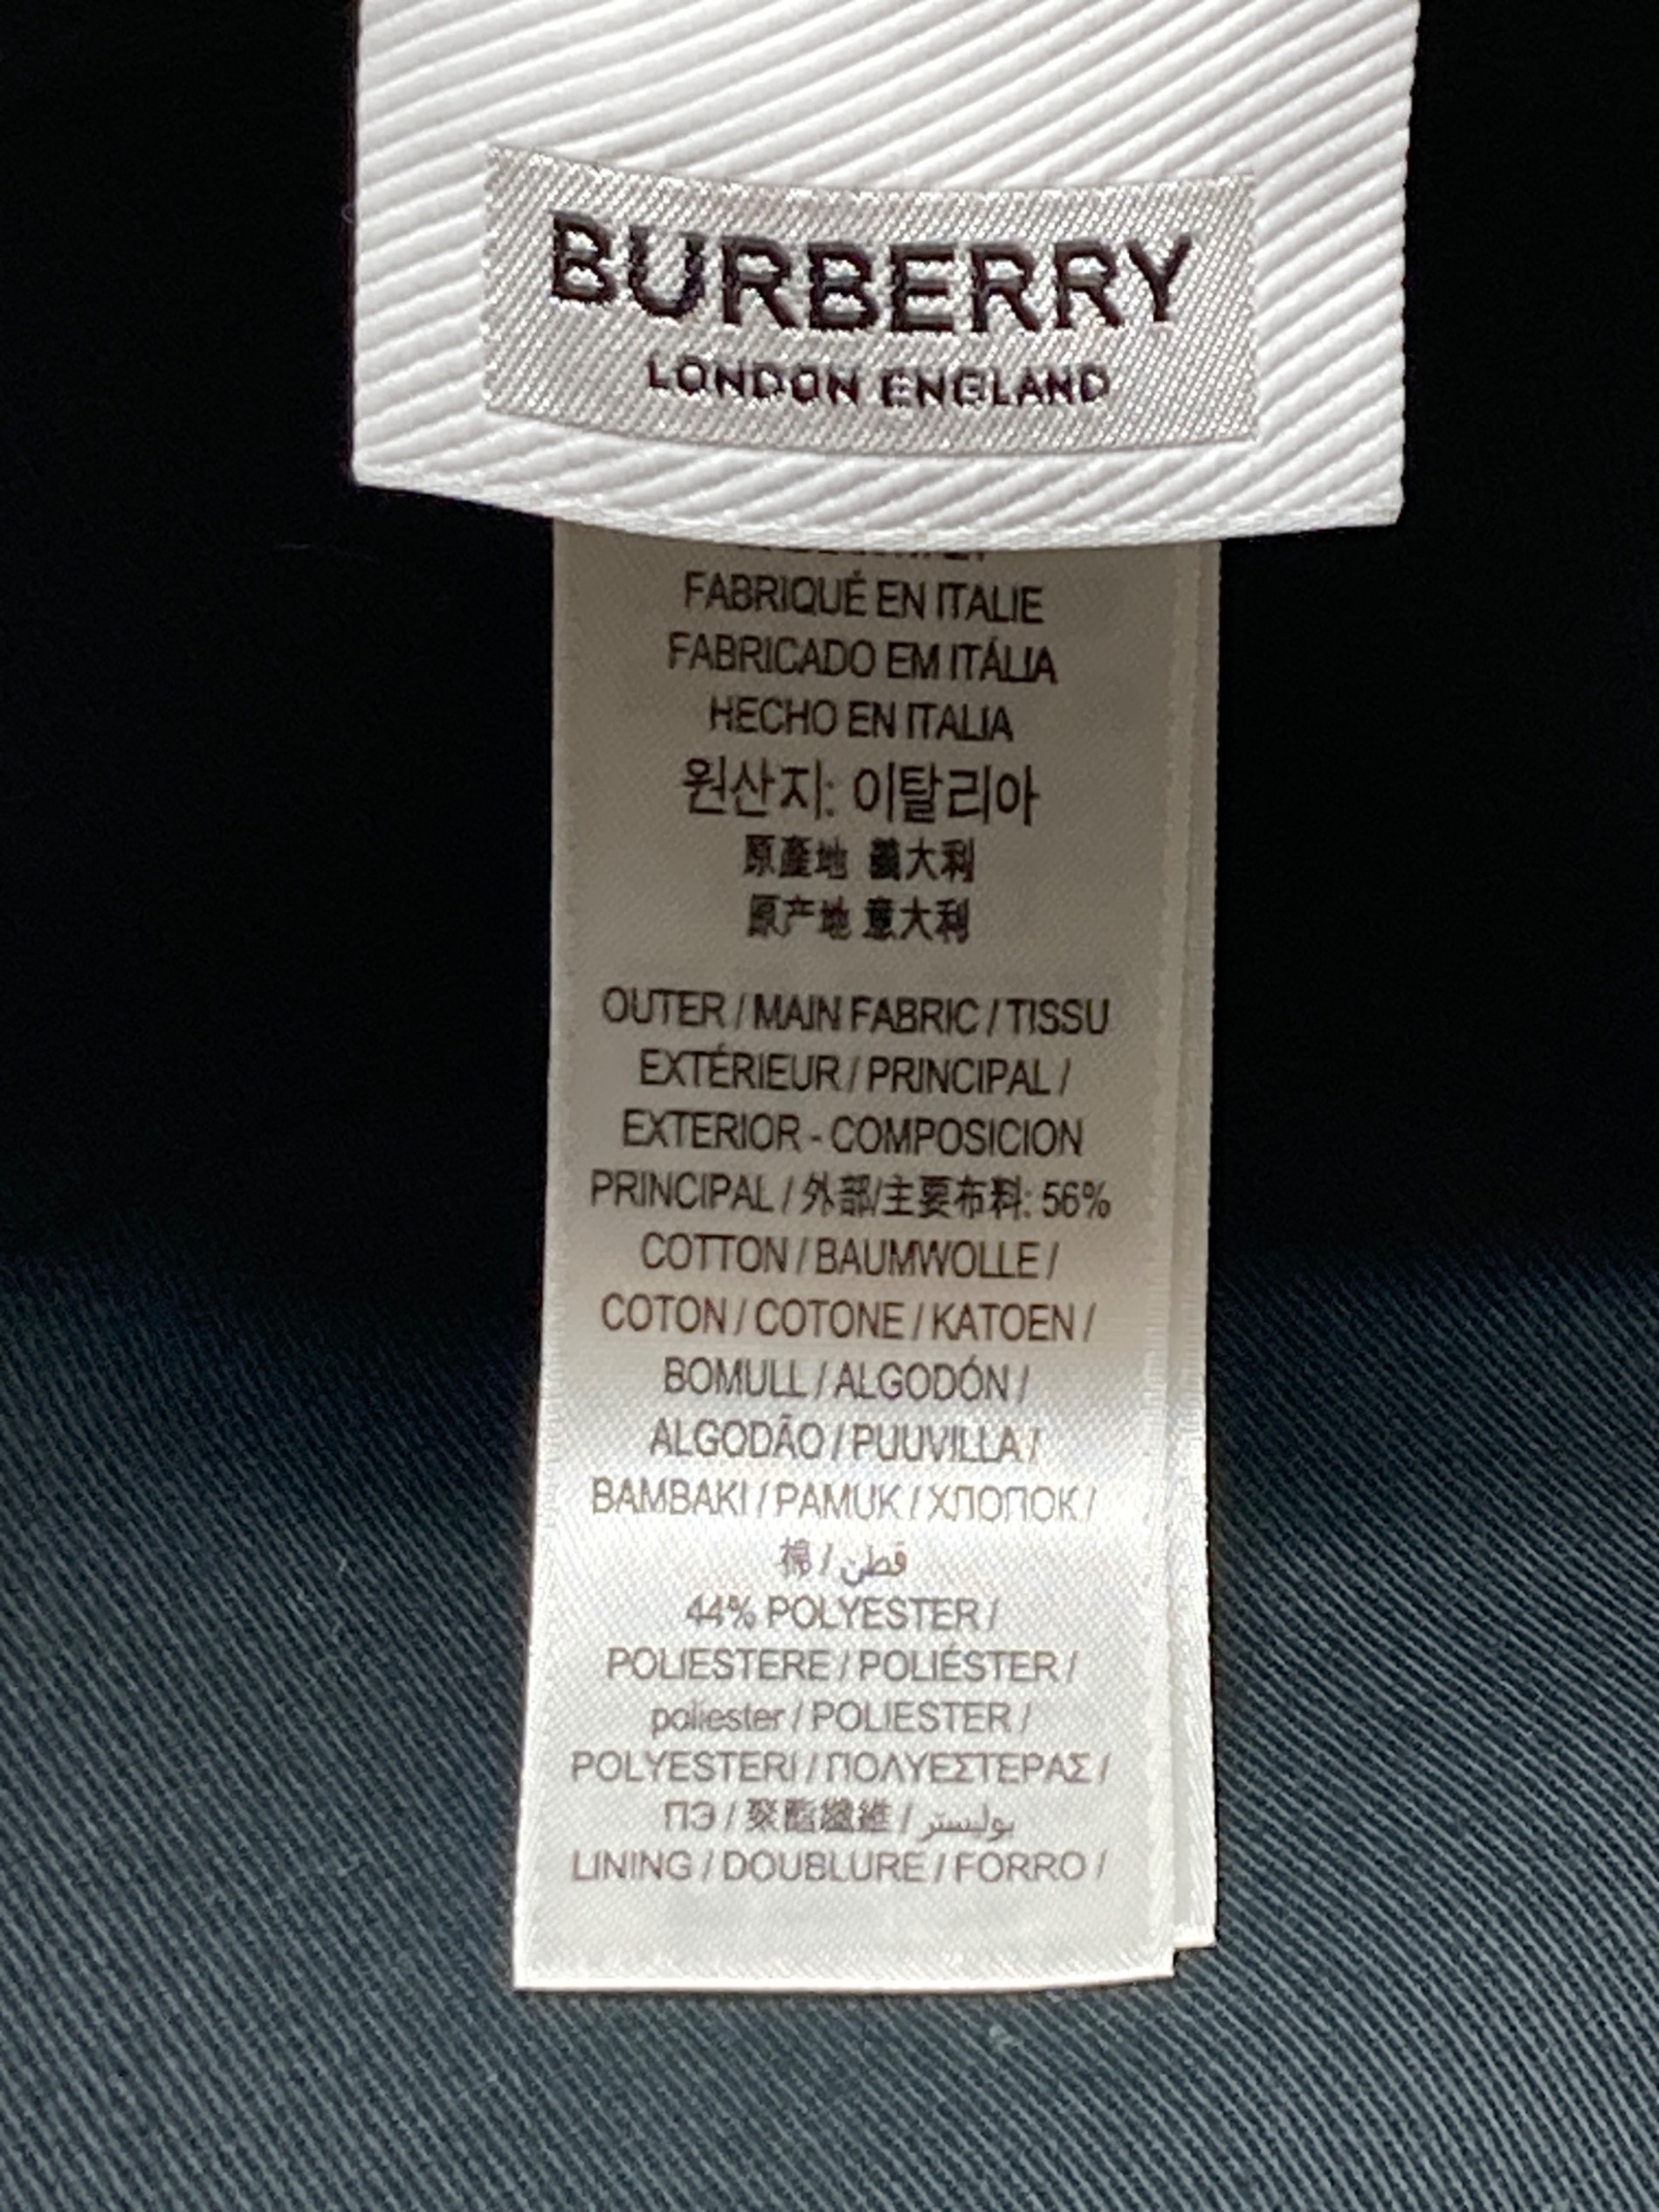 BURBERRY
LONDON ENGLAND
FABRIQUÉ EN ITALIE
FABRICADO EM ITÁLIA
HECHO EN ITALIA
원산지: 이탈리아
原產地 義大利
原产地 意大利
OUTER / MAIN FABRIC / TISSU
EXTÉRIEUR / PRINCIPAL /
EXTERIOR - COMPOSICION
PRINCIPAL / 外部/主要布料: 56%
COTTON / BAUMWOLLE /
COTON / COTONE / KATOEN /
BOMULL / ALGODÓN /
ALGODÃO / PUUVILLA /
BAMBAKI / PAMUK / ХЛОПОК /
棉 / قطن
44% POLYESTER /
POLIESTERE / POLIÉSTER /
poliester / POLIESTER /
POLYESTERI / ΠΟΛΥΕΣΤΕΡΑΣ /
ПЭ / 聚酯纖維 / بوليستر
LINING / DOUBLURE / FORRO /